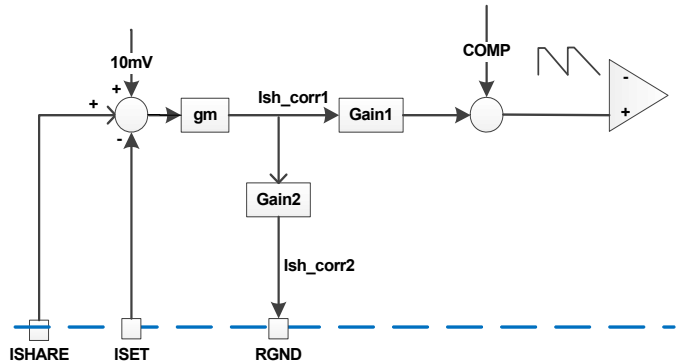 10mV
COMP
+
+
-
gm
Ish_corr1
Gain1
-
+
Gain2
Ish_corr2
ISHARE
ISET
RGND